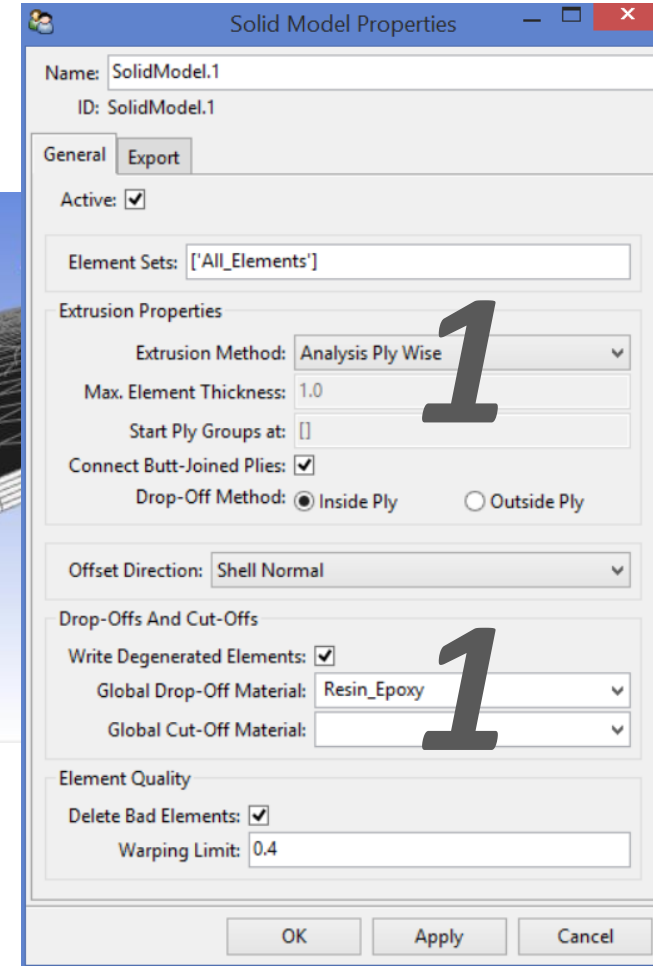 Solid Model Properties
Name: SolidModel.1
ID: SolidModel.1
General Export
Active:
Element Sets: ['All_Elements']
Extrusion Properties
1
Extrusion Method: Analysis Ply Wise
Max. Element Thickness: 1.0
Start Ply Groups at: []
Connect Butt-Joined Plies:
Drop-Off Method: Inside Ply Outside Ply
Offset Direction: Shell Normal
Drop-Offs And Cut-Offs
1
Write Degenerated Elements:
Global Drop-Off Material: Resin_Epoxy
Global Cut-Off Material:
Element Quality
Delete Bad Elements:
Warping Limit: 0.4
OK Apply Cancel